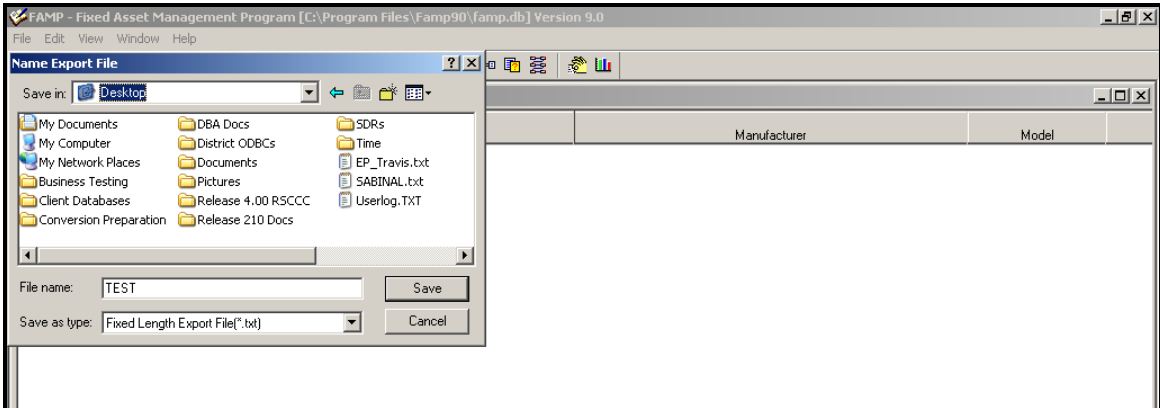 FAMP - Fixed Asset Management Program [C:\Program Files\Famp90\famp.db] Version 9.0
File Edit View Window Help
Name Export File
Save in: Desktop
Manufacturer Model
My Documents DBA Docs SDRs
My Computer District ODBCs Time
My Network Places Documents EP_Travis.txt
Business Testing Pictures SABINAL.txt
Client Databases Release 4.00 RSCCC Userlog.TXT
Conversion Preparation Release 210 Docs
File name: TEST Save
Save as type: Fixed Length Export File(*.txt) Cancel